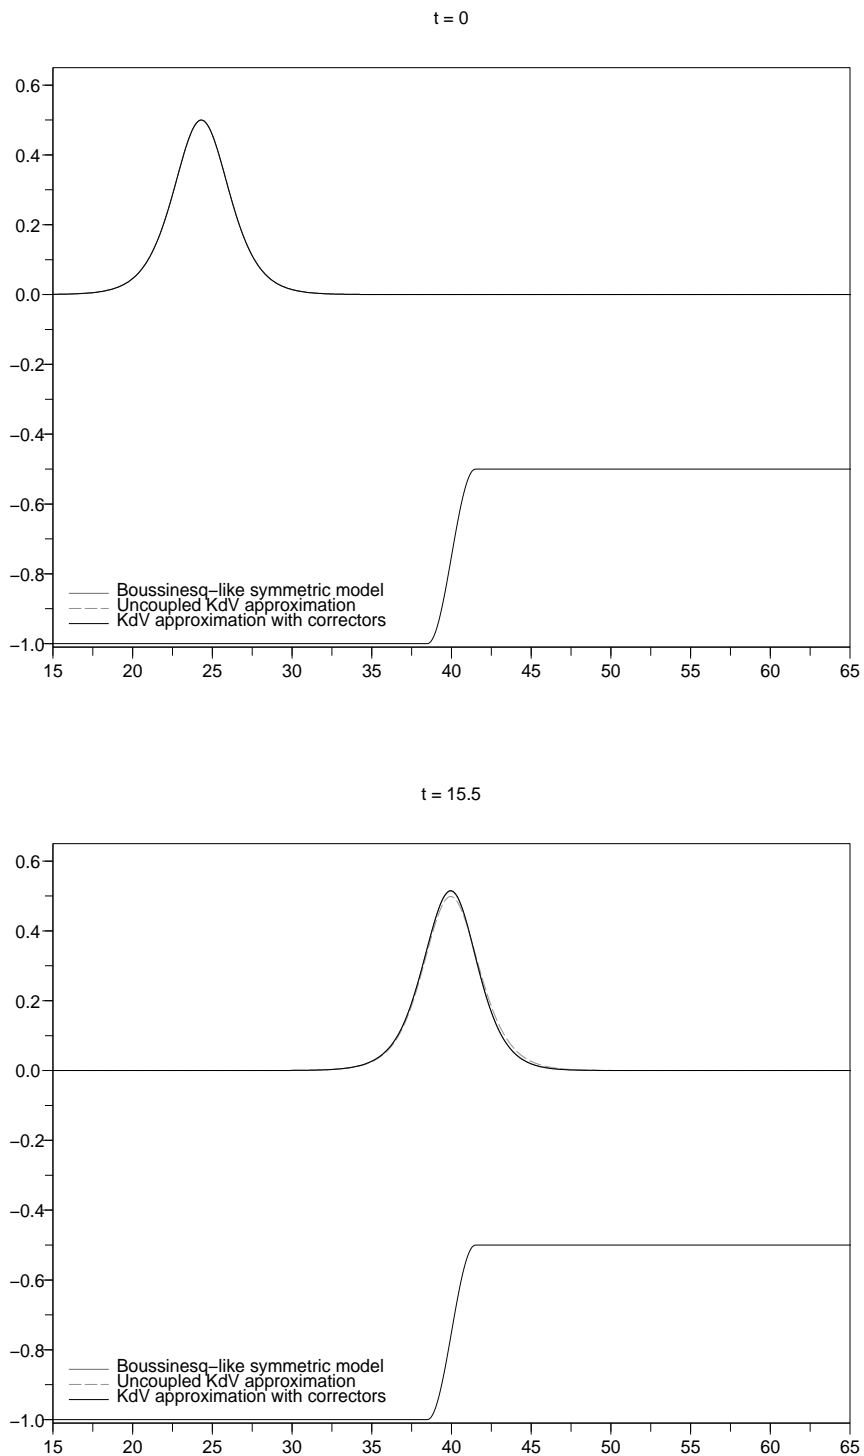 t = 0
0.6
0.4
0.2
0.0
−0.2
−0.4
−0.6
−0.8
−1.0
Boussinesq−like symmetric model
Uncoupled KdV approximation
KdV approximation with correctors
15 20 25 30 35 40 45 50 55 60 65
t = 15.5
0.6
0.4
0.2
0.0
−0.2
−0.4
−0.6
−0.8
−1.0
Boussinesq−like symmetric model
Uncoupled KdV approximation
KdV approximation with correctors
15 20 25 30 35 40 45 50 55 60 65